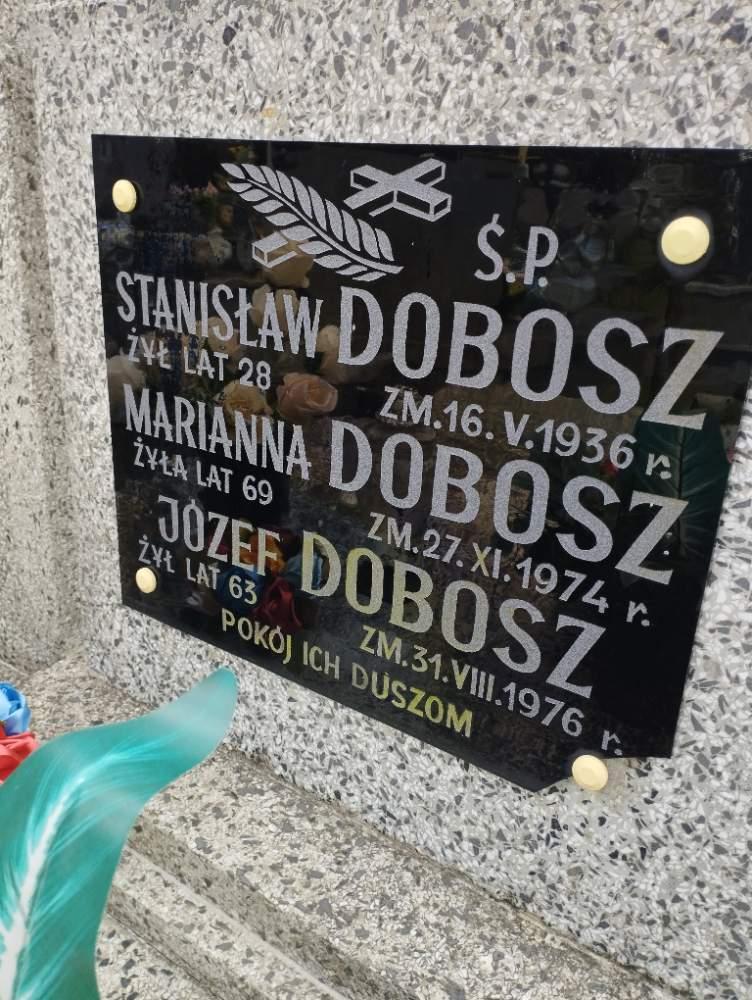 Ś.P.
STANISŁAW DOBOSZ
ŻYŁ LAT 28 ZM.16.V.1936 r.
MARIANNA DOBOSZ
ŻYŁA LAT 69 ZM.27.XI.1974 r.
JÓZEF DOBOSZ
ŻYŁ LAT 63 ZM.31.VIII.1976 r.
POKÓJ ICH DUSZOM